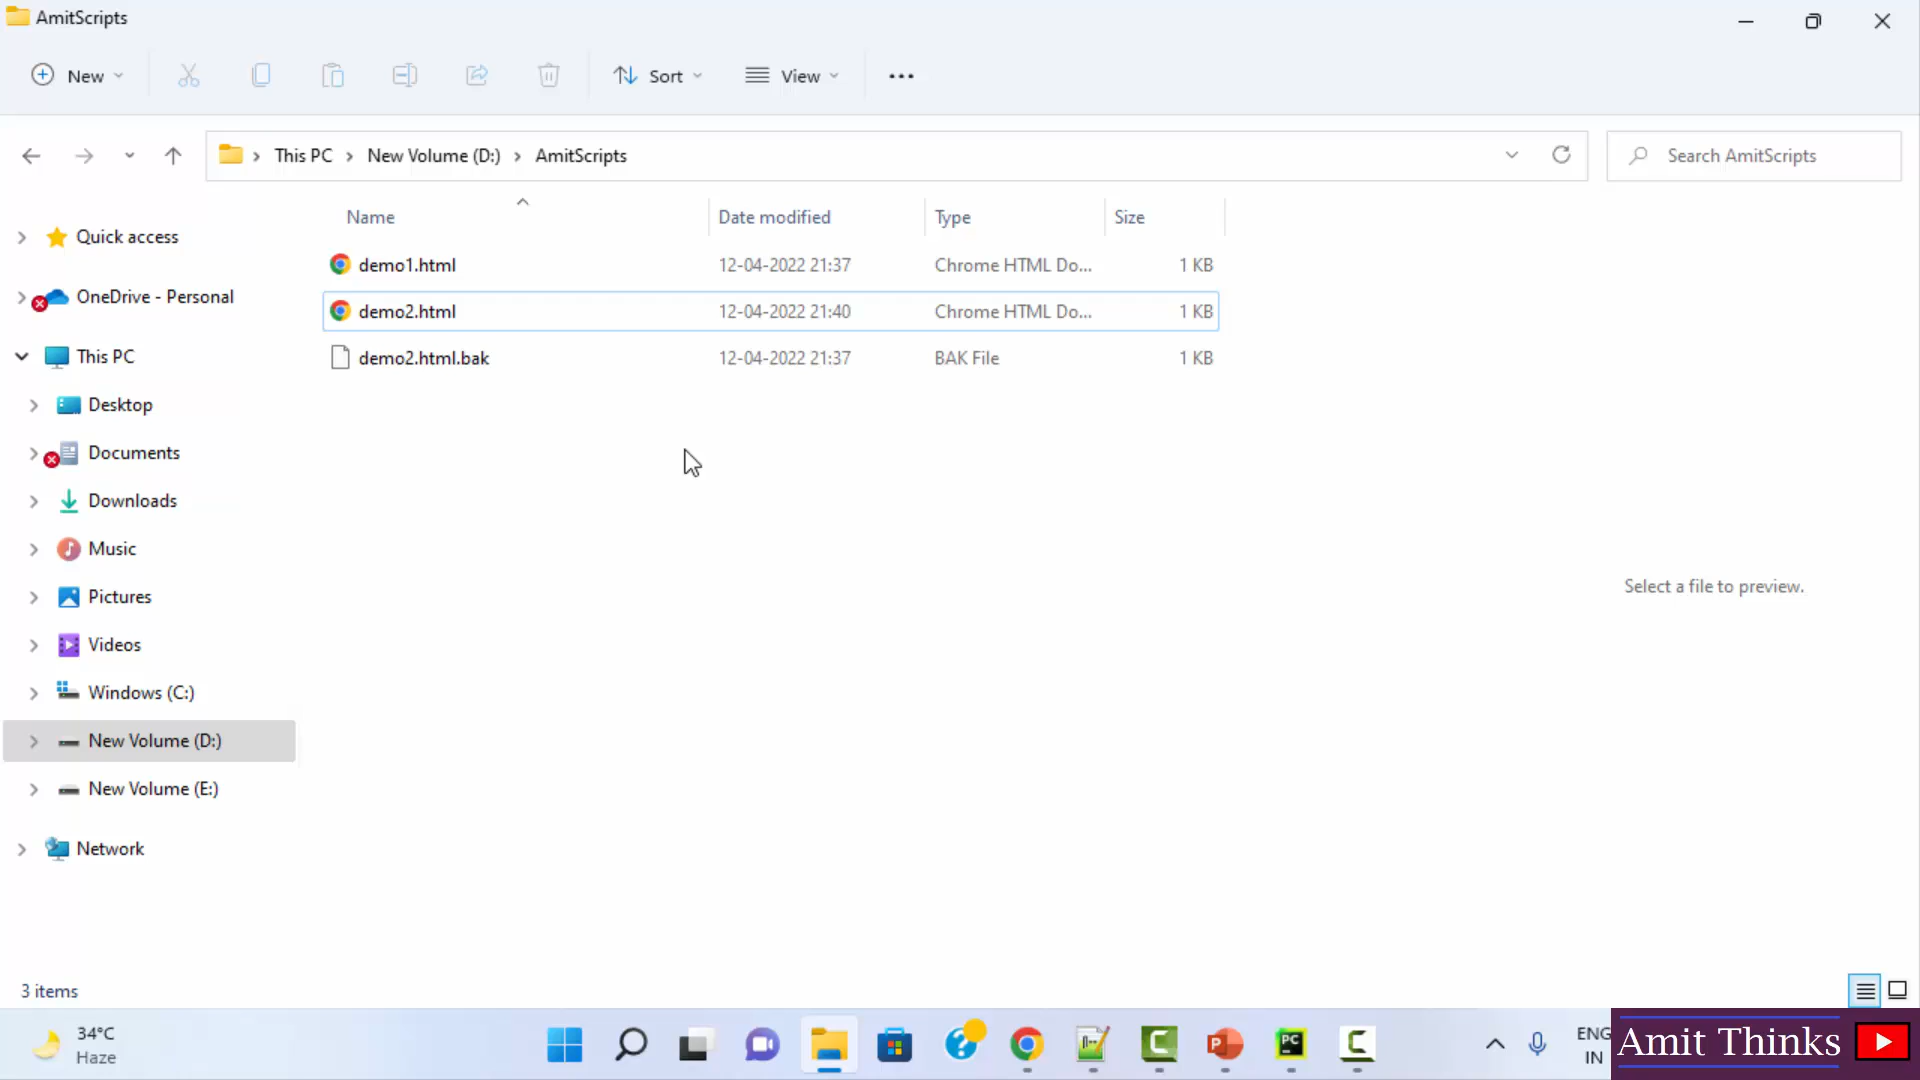 AmitScripts
New
Sort
View
This PC
New Volume (D:)
AmitScripts
Search AmitScripts
Name
Date modified
Type
Size
demo1.html
12-04-2022 21:37
Chrome HTML Do...
1 KB
demo2.html
12-04-2022 21:40
Chrome HTML Do...
1 KB
demo2.html.bak
12-04-2022 21:37
BAK File
1 KB
Quick access
OneDrive - Personal
This PC
Desktop
Documents
Downloads
Music
Pictures
Videos
Windows (C:)
New Volume (D:)
New Volume (E:)
Network
Select a file to preview.
3 items
34°C
Haze
PC
ENG
IN
Amit Thinks